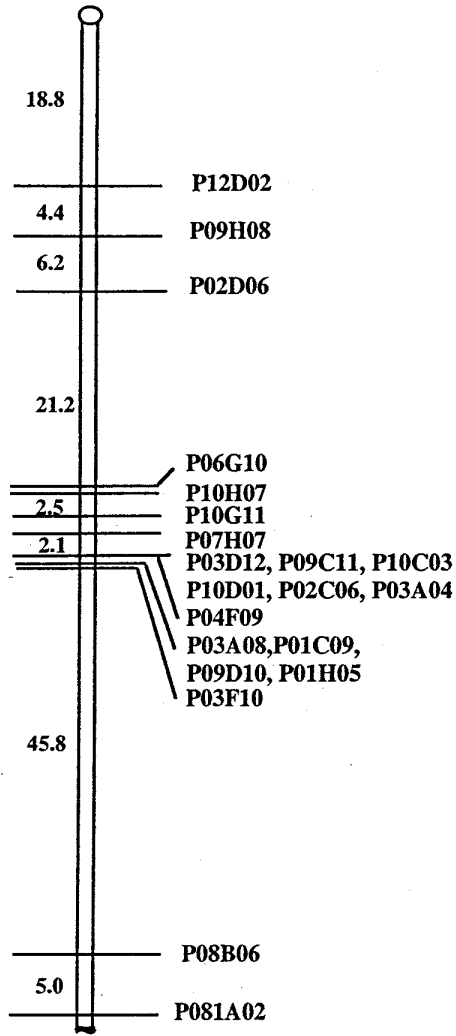 18.8
P12D02
4.4
P09H08
6.2
P02D06
21.2
P06G10
P10H07
2.5
P10G11
P07H07
2.1
P03D12, P09C11, P10C03
P10D01, P02C06, P03A04
P04F09
P03A08,P01C09,
P09D10, P01H05
P03F10
45.8
P08B06
5.0
P081A02